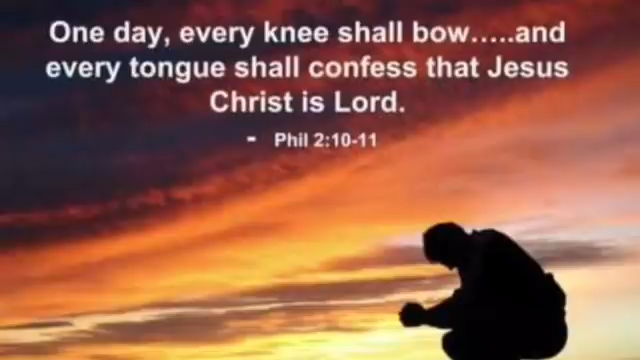 One day, every knee shall bow…..and
every tongue shall confess that Jesus
Christ is Lord.
- Phil 2:10-11